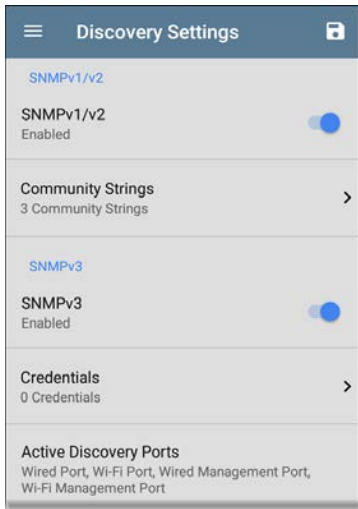 Discovery Settings
SNMPv1/v2
SNMPv1/v2
Enabled
Community Strings
3 Community Strings
SNMPv3
SNMPv3
Enabled
Credentials
0 Credentials
Active Discovery Ports
Wired Port, Wi-Fi Port, Wired Management Port,
Wi-Fi Management Port